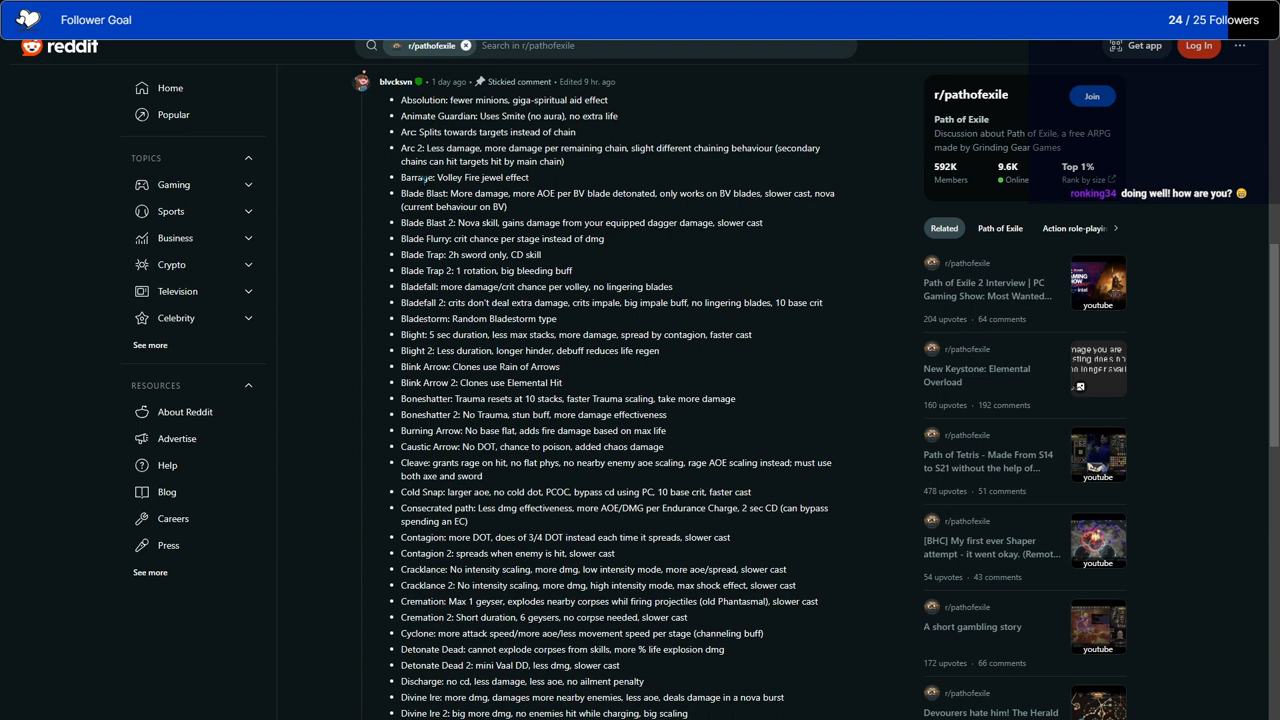 Follower Goal
24 / 25 Followers
reddit
r/pathofexile
Search in r/pathofexile
Get app
Log In
Home
Popular
TOPICS
Gaming
Sports
Business
Crypto
Television
Celebrity
See more
RESOURCES
About Reddit
Advertise
Help
Blog
Careers
Press
See more
blvcksvn • 1 day ago • Stickied comment • Edited 9 hr. ago
Absolution: fewer minions, giga-spiritual aid effect
Animate Guardian: Uses Smite (no aura), no extra life
Arc: Splits towards targets instead of chain
Arc 2: Less damage, more damage per remaining chain, slight different chaining behaviour (secondary
chains can hit targets hit by main chain)
Barrage: Volley Fire jewel effect
Blade Blast: More damage, more AOE per BV blade detonated, only works on BV blades, slower cast, nova
(current behaviour on BV)
Blade Blast 2: Nova skill, gains damage from your equipped dagger damage, slower cast
Blade Flurry: crit chance per stage instead of dmg
Blade Trap: 2h sword only, CD skill
Blade Trap 2: 1 rotation, big bleeding buff
Bladefall: more damage/crit chance per volley, no lingering blades
Bladefall 2: crits don't deal extra damage, crits impale, big impale buff, no lingering blades, 10 base crit
Bladestorm: Random Bladestorm type
Blight: 5 sec duration, less max stacks, more damage, spread by contagion, faster cast
Blight 2: Less duration, longer hinder, debuff reduces life regen
Blink Arrow: Clones use Rain of Arrows
Blink Arrow 2: Clones use Elemental Hit
Boneshatter: Trauma resets at 10 stacks, faster Trauma scaling, take more damage
Boneshatter 2: No Trauma, stun buff, more damage effectiveness
Burning Arrow: No base flat, adds fire damage based on max life
Caustic Arrow: No DOT, chance to poison, added chaos damage
Cleave: grants rage on hit, no flat phys, no nearby enemy aoe scaling, rage AOE scaling instead; must use
both axe and sword
Cold Snap: larger aoe, no cold dot, PCOC, bypass cd using PC, 10 base crit, faster cast
Consecrated path: Less dmg effectiveness, more AOE/DMG per Endurance Charge, 2 sec CD (can bypass
spending an EC)
Contagion: more DOT, does of 3/4 DOT instead each time it spreads, slower cast
Contagion 2: spreads when enemy is hit, slower cast
Cracklance: No intensity scaling, more dmg, low intensity mode, more aoe/spread, slower cast
Cracklance 2: No intensity scaling, more dmg, high intensity mode, max shock effect, slower cast
Cremation: Max 1 geyser, explodes nearby corpses whil firing projectiles (old Phantasmal), slower cast
Cremation 2: Short duration, 6 geysers, no corpse needed, slower cast
Cyclone: more attack speed/more aoe/less movement speed per stage (channeling buff)
Detonate Dead: cannot explode corpses from skills, more % life explosion dmg
Detonate Dead 2: mini Vaal DD, less dmg, slower cast
Discharge: no cd, less damage, less aoe, no ailment penalty
Divine Ire: more dmg, damages more nearby enemies, less aoe, deals damage in a nova burst
Divine Ire 2: big more dmg, no enemies hit while charging, big scaling
r/pathofexile
Join
Path of Exile
Discussion about Path of Exile, a free ARPG
made by Grinding Gear Games
592K
9.6K
Top 1%
Members
Online
Rank by size
ronking34 doing well! how are you?
Related
Path of Exile
Action role-playin
r/pathofexile
Path of Exile 2 Interview | PC
Gaming Show: Most Wanted...
youtube
204 upvotes • 64 comments
r/pathofexile
New Keystone: Elemental
Overload
160 upvotes • 192 comments
r/pathofexile
Path of Tetris - Made From S14
to S21 without the help of...
youtube
478 upvotes • 51 comments
r/pathofexile
[BHC] My first ever Shaper
attempt - it went okay. (Remot...
youtube
54 upvotes • 43 comments
r/pathofexile
A short gambling story
youtube
172 upvotes • 66 comments
r/pathofexile
Devourers hate him! The Herald